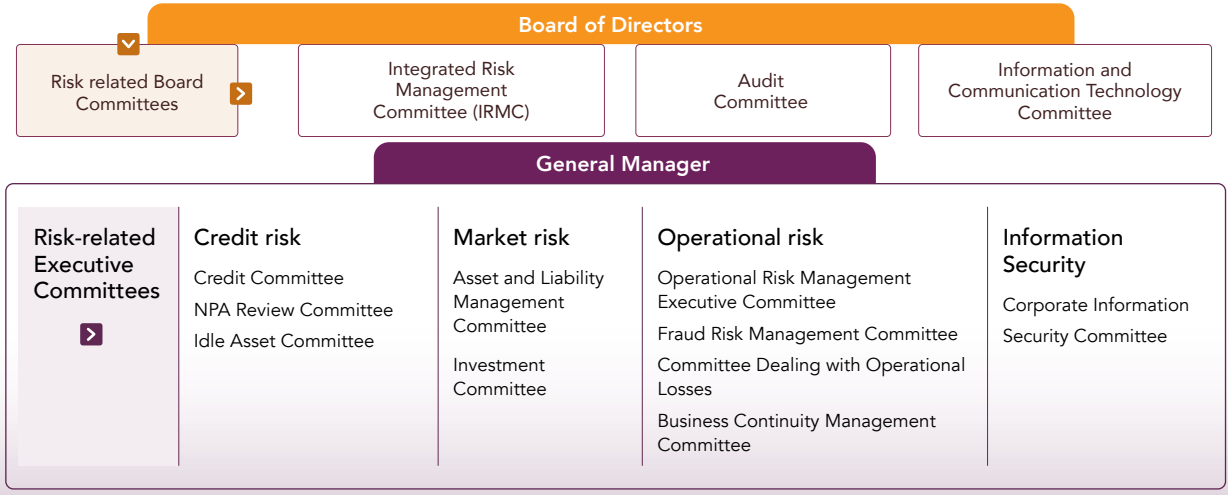 Board of Directors
Risk related Board
Committees
Integrated Risk
Management
Committee (IRMC)
Audit
Committee
Information and
Communication Technology
Committee
General Manager
Risk-related
Executive
Committees
Credit risk
Credit Committee
NPA Review Committee
Idle Asset Committee
Market risk
Asset and Liability
Management
Committee
Investment
Committee
Operational risk
Operational Risk Management
Executive Committee
Fraud Risk Management Committee
Committee Dealing with Operational
Losses
Business Continuity Management
Committee
Information
Security
Corporate Information
Security Committee